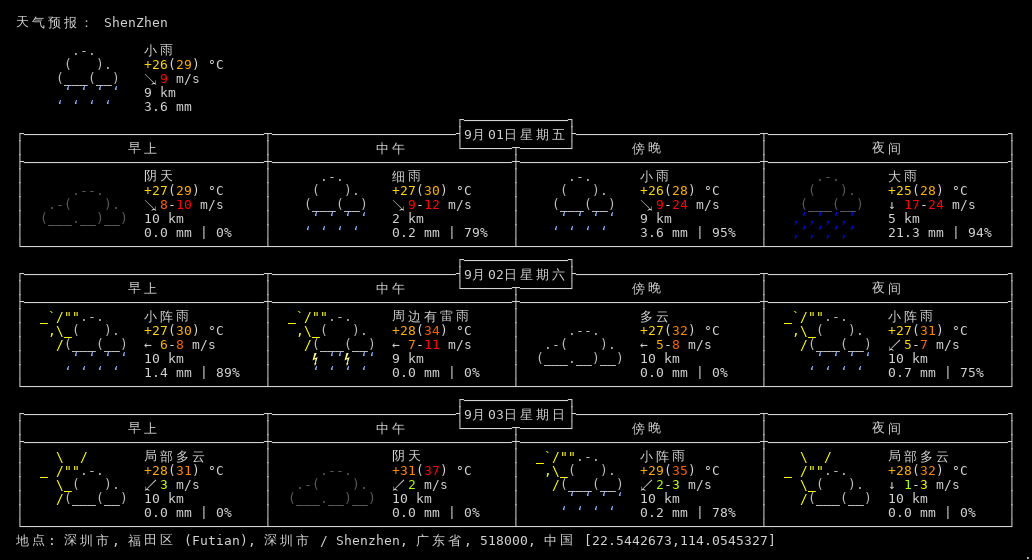 天气预报： ShenZhen
小雨
+26(29) °C
↘9 m/s
9 km
3.6 mm
9月01日星期五
早上 中午 傍晚 夜间
阴天 细雨 小雨 大雨
+27(29) °C +27(30) °C +26(28) °C +25(28) °C
↘8-10 m/s ↘9-12 m/s ↘9-24 m/s ↓ 17-24 m/s
10 km 2 km 9 km 5 km
0.0 mm | 0% 0.2 mm | 79% 3.6 mm | 95% 21.3 mm | 94%
9月02日星期六
早上 中午 傍晚 夜间
小阵雨 周边有雷雨 多云 小阵雨
+27(30) °C +28(34) °C +27(32) °C +27(31) °C
← 6-8 m/s ← 7-11 m/s ← 5-8 m/s ↙5-7 m/s
10 km 9 km 10 km 10 km
1.4 mm | 89% 0.0 mm | 0% 0.0 mm | 0% 0.7 mm | 75%
9月03日星期日
早上 中午 傍晚 夜间
局部多云 阴天 小阵雨 局部多云
+28(31) °C +31(37) °C +29(35) °C +28(32) °C
↙3 m/s ↙2 m/s ↙2-3 m/s ↓ 1-3 m/s
10 km 10 km 10 km 10 km
0.0 mm | 0% 0.0 mm | 0% 0.2 mm | 78% 0.0 mm | 0%
地点: 深圳市, 福田区 (Futian), 深圳市 / Shenzhen, 广东省, 518000, 中国 [22.5442673,114.0545327]